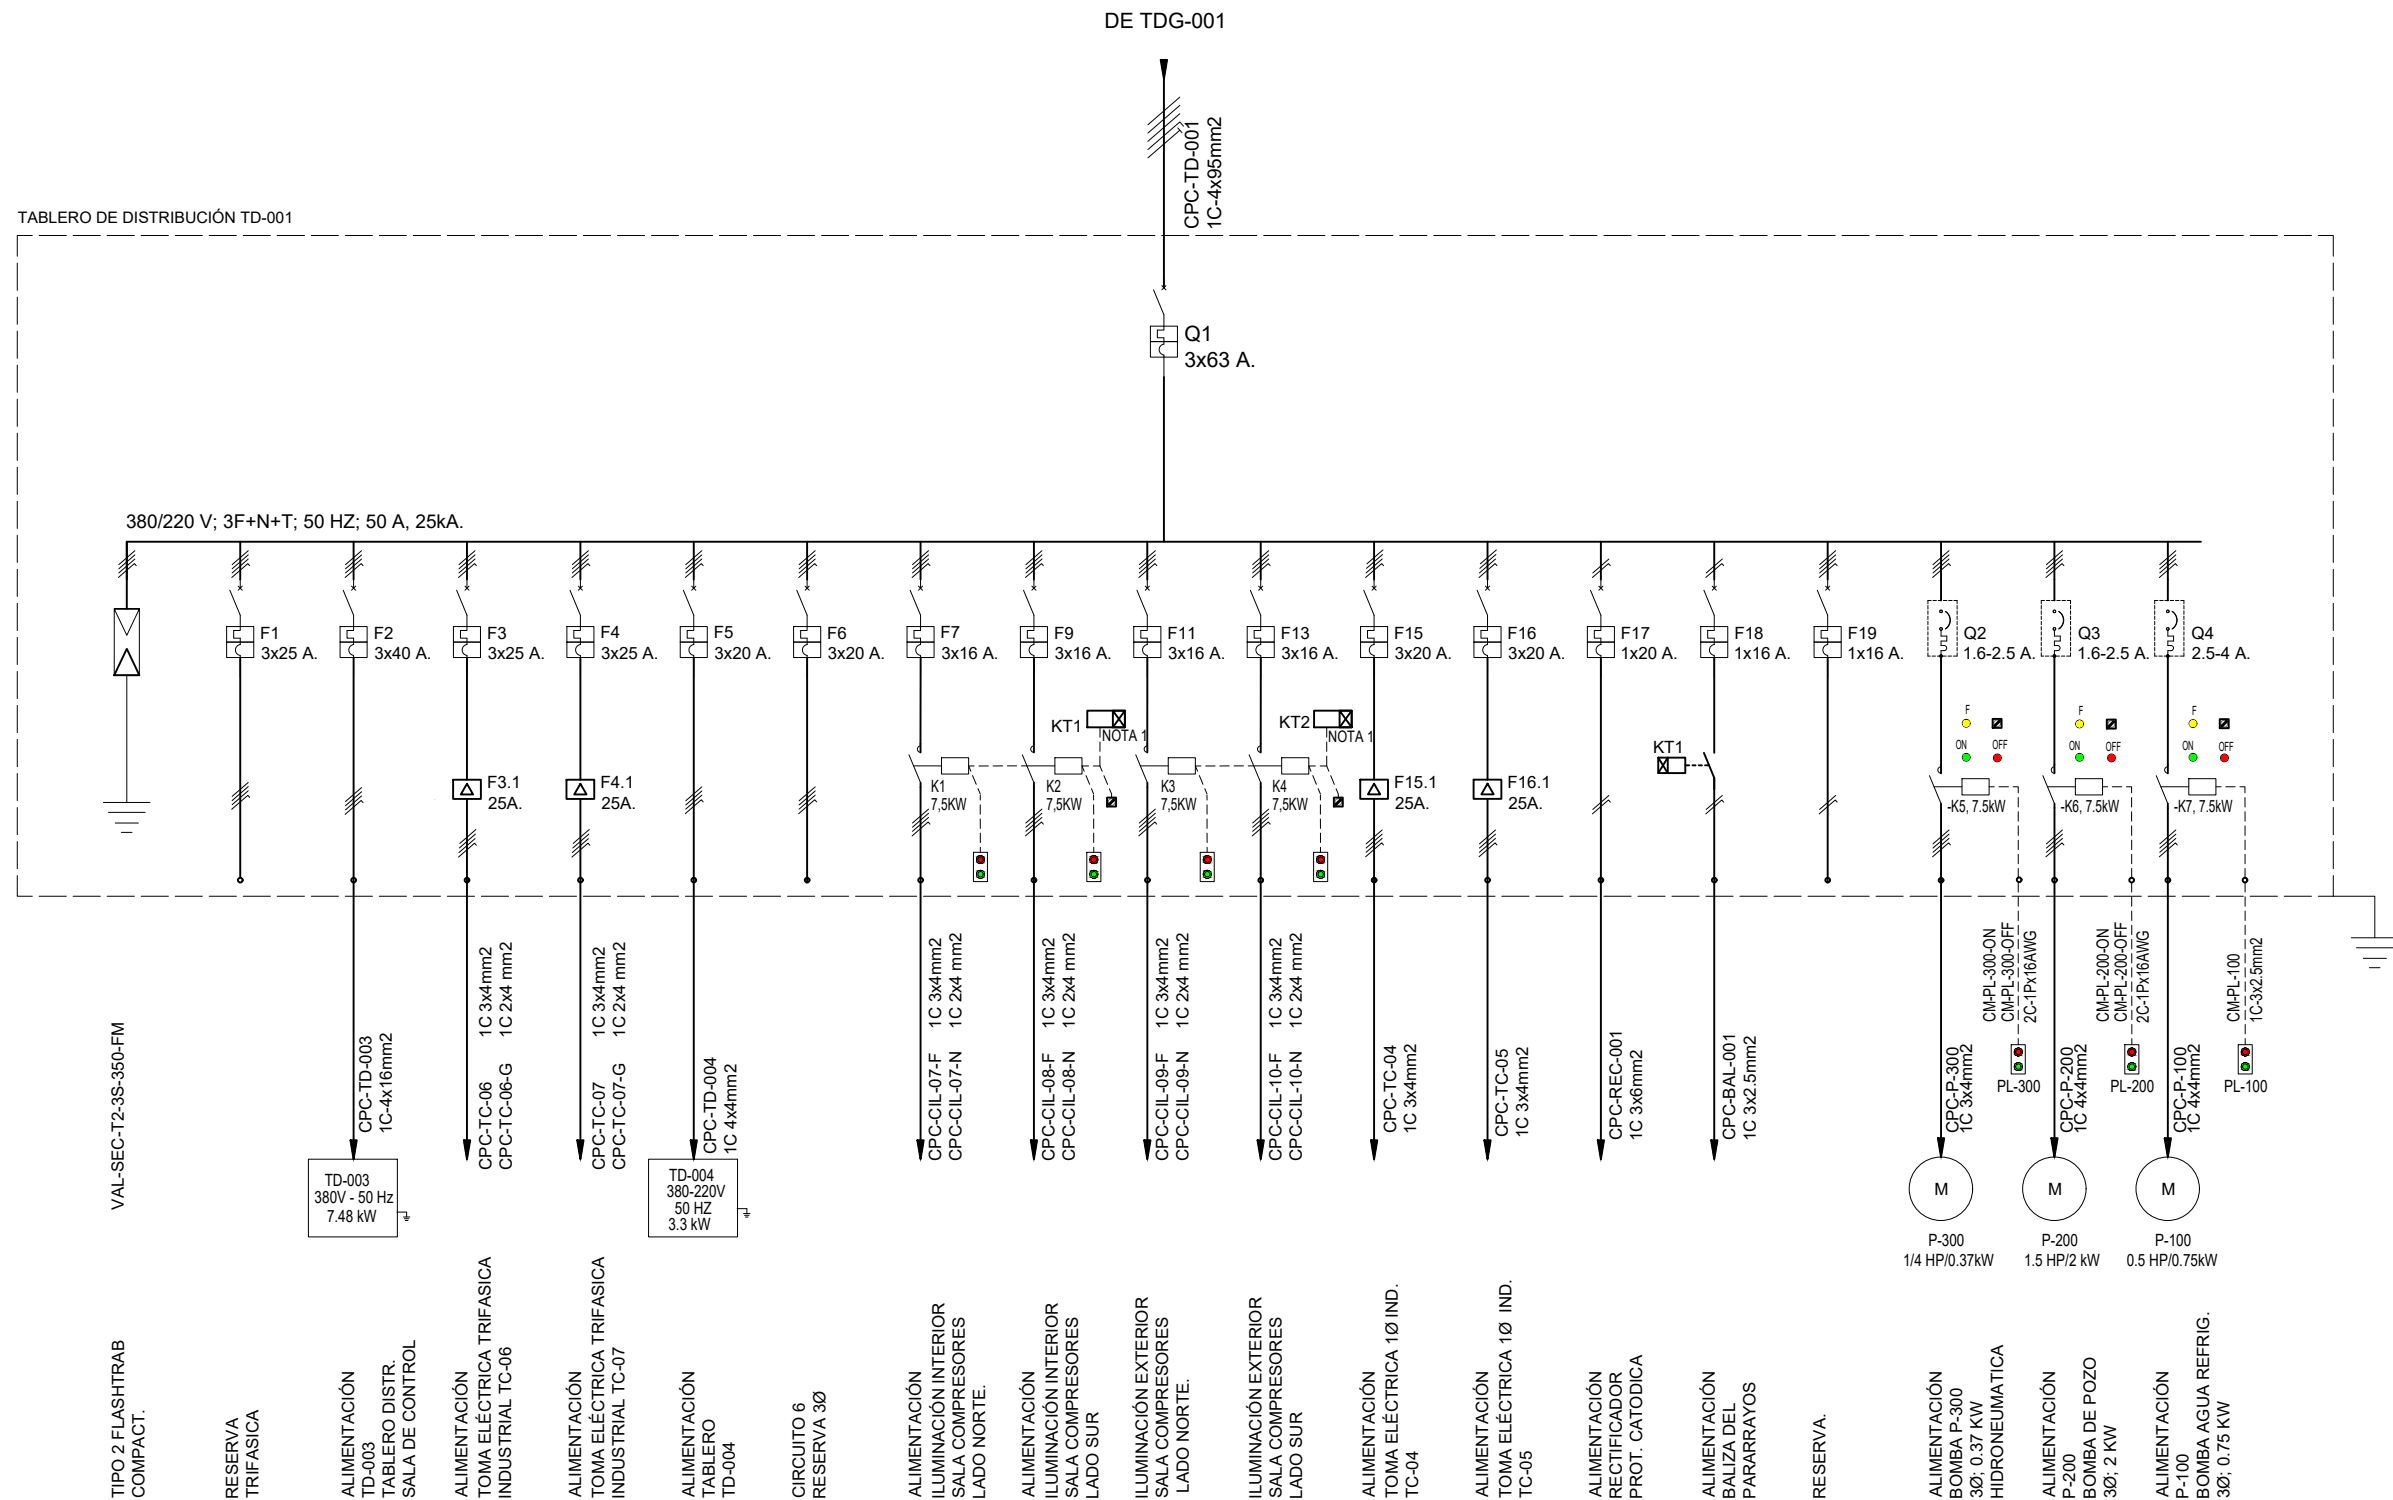 DE TDG-001
CPC-TD-001
1C-4x95mm2
TABLERO DE DISTRIBUCIÓN TD-001
Q1
3x63 A.
380/220 V; 3F+N+T; 50 HZ; 50 A, 25kA.
F1
3x25 A.
F2
3x40 A.
F3
3x25 A.
F4
3x25 A.
F5
3x20 A.
F6
3x20 A.
F7
3x16 A.
F9
3x16 A.
F11
3x16 A.
F13
3x16 A.
F15
3x20 A.
F16
3x20 A.
F17
1x20 A.
F18
1x16 A.
F19
1x16 A.
Q2
1.6-2.5 A.
Q3
1.6-2.5 A.
Q4
2.5-4 A.
F3.1
25A.
F4.1
25A.
K1
7,5KW
KT1
NOTA 1
K2
7,5KW
K3
7,5KW
KT2
NOTA 1
K4
7,5KW
F15.1
25A.
F16.1
25A.
KT1
F
ON
OFF
-K5, 7.5kW
F
ON
OFF
-K6, 7.5kW
F
ON
OFF
-K7, 7.5kW
VAL-SEC-T2-3S-350-FM
CPC-TD-003
1C-4x16mm2
CPC-TC-06 1C 3x4mm2
CPC-TC-06-G 1C 2x4 mm2
CPC-TC-07 1C 3x4mm2
CPC-TC-07-G 1C 2x4 mm2
CPC-TD-004
1C 4x4mm2
CPC-CIL-07-F 1C 3x4mm2
CPC-CIL-07-N 1C 2x4 mm2
CPC-CIL-08-F 1C 3x4mm2
CPC-CIL-08-N 1C 2x4 mm2
CPC-CIL-09-F 1C 3x4mm2
CPC-CIL-09-N 1C 2x4 mm2
CPC-CIL-10-F 1C 3x4mm2
CPC-CIL-10-N 1C 2x4 mm2
CPC-TC-04
1C 3x4mm2
CPC-TC-05
1C 3x4mm2
CPC-REC-001
1C 3x6mm2
CPC-BAL-001
1C 3x2.5mm2
CPC-P-300
1C 3x4mm2
CM-PL-300-ON
CM-PL-300-OFF
2C-1Px16AWG
PL-300
CPC-P-200
1C 4x4mm2
CM-PL-200-ON
CM-PL-200-OFF
2C-1Px16AWG
PL-200
CPC-P-100
1C 4x4mm2
CM-PL-100
1C-3x2.5mm2
PL-100
TD-003
380V - 50 Hz
7.48 kW
TD-004
380-220V
50 HZ
3.3 kW
M
P-300
1/4 HP/0.37kW
M
P-200
1.5 HP/2 kW
M
P-100
0.5 HP/0.75kW
TIPO 2 FLASHTRAB
COMPACT.
RESERVA
TRIFASICA
ALIMENTACIÓN
TD-003
TABLERO DISTR.
SALA DE CONTROL
ALIMENTACIÓN
TOMA ELÉCTRICA TRIFASICA
INDUSTRIAL TC-06
ALIMENTACIÓN
TOMA ELÉCTRICA TRIFASICA
INDUSTRIAL TC-07
ALIMENTACIÓN
TABLERO
TD-004
CIRCUITO 6
RESERVA 3Ø
ALIMENTACIÓN
ILUMINACIÓN INTERIOR
SALA COMPRESORES
LADO NORTE.
ALIMENTACIÓN
ILUMINACIÓN INTERIOR
SALA COMPRESORES
LADO SUR
ILUMINACIÓN EXTERIOR
SALA COMPRESORES
LADO NORTE.
ILUMINACIÓN EXTERIOR
SALA COMPRESORES
LADO SUR
ALIMENTACIÓN
TOMA ELÉCTRICA 1Ø IND.
TC-04
ALIMENTACIÓN
TOMA ELÉCTRICA 1Ø IND.
TC-05
ALIMENTACIÓN
RECTIFICADOR
PROT. CATODICA
ALIMENTACIÓN
BALIZA DEL
PARARRAYOS
RESERVA.
ALIMENTACIÓN
BOMBA P-300
3Ø; 0.37 KW
HIDRONEUMATICA
ALIMENTACIÓN
P-200
BOMBA DE POZO
3Ø; 2 KW
ALIMENTACIÓN
P-100
BOMBA AGUA REFRIG.
3Ø; 0.75 KW